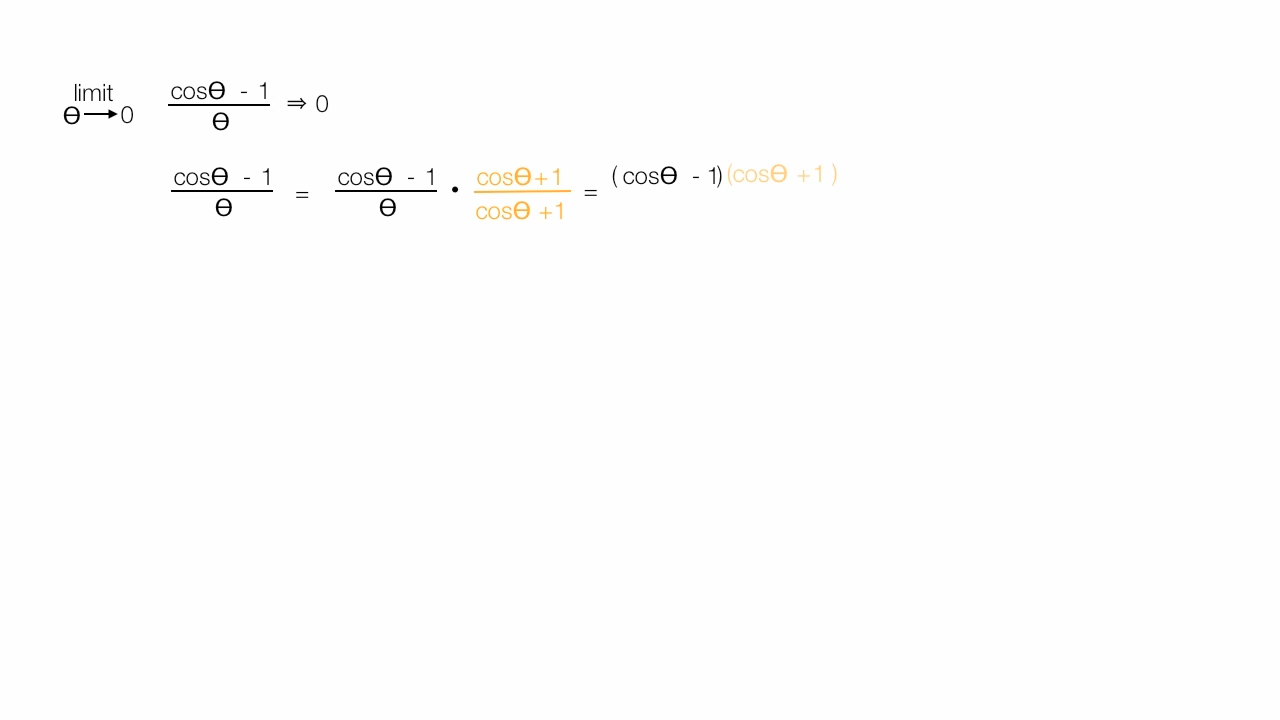 limit θ→0 cosθ - 1 / θ ⇒ 0
cosθ - 1 / θ = cosθ - 1 / θ • cosθ+1 / cosθ +1 = (cosθ - 1)(cosθ +1)